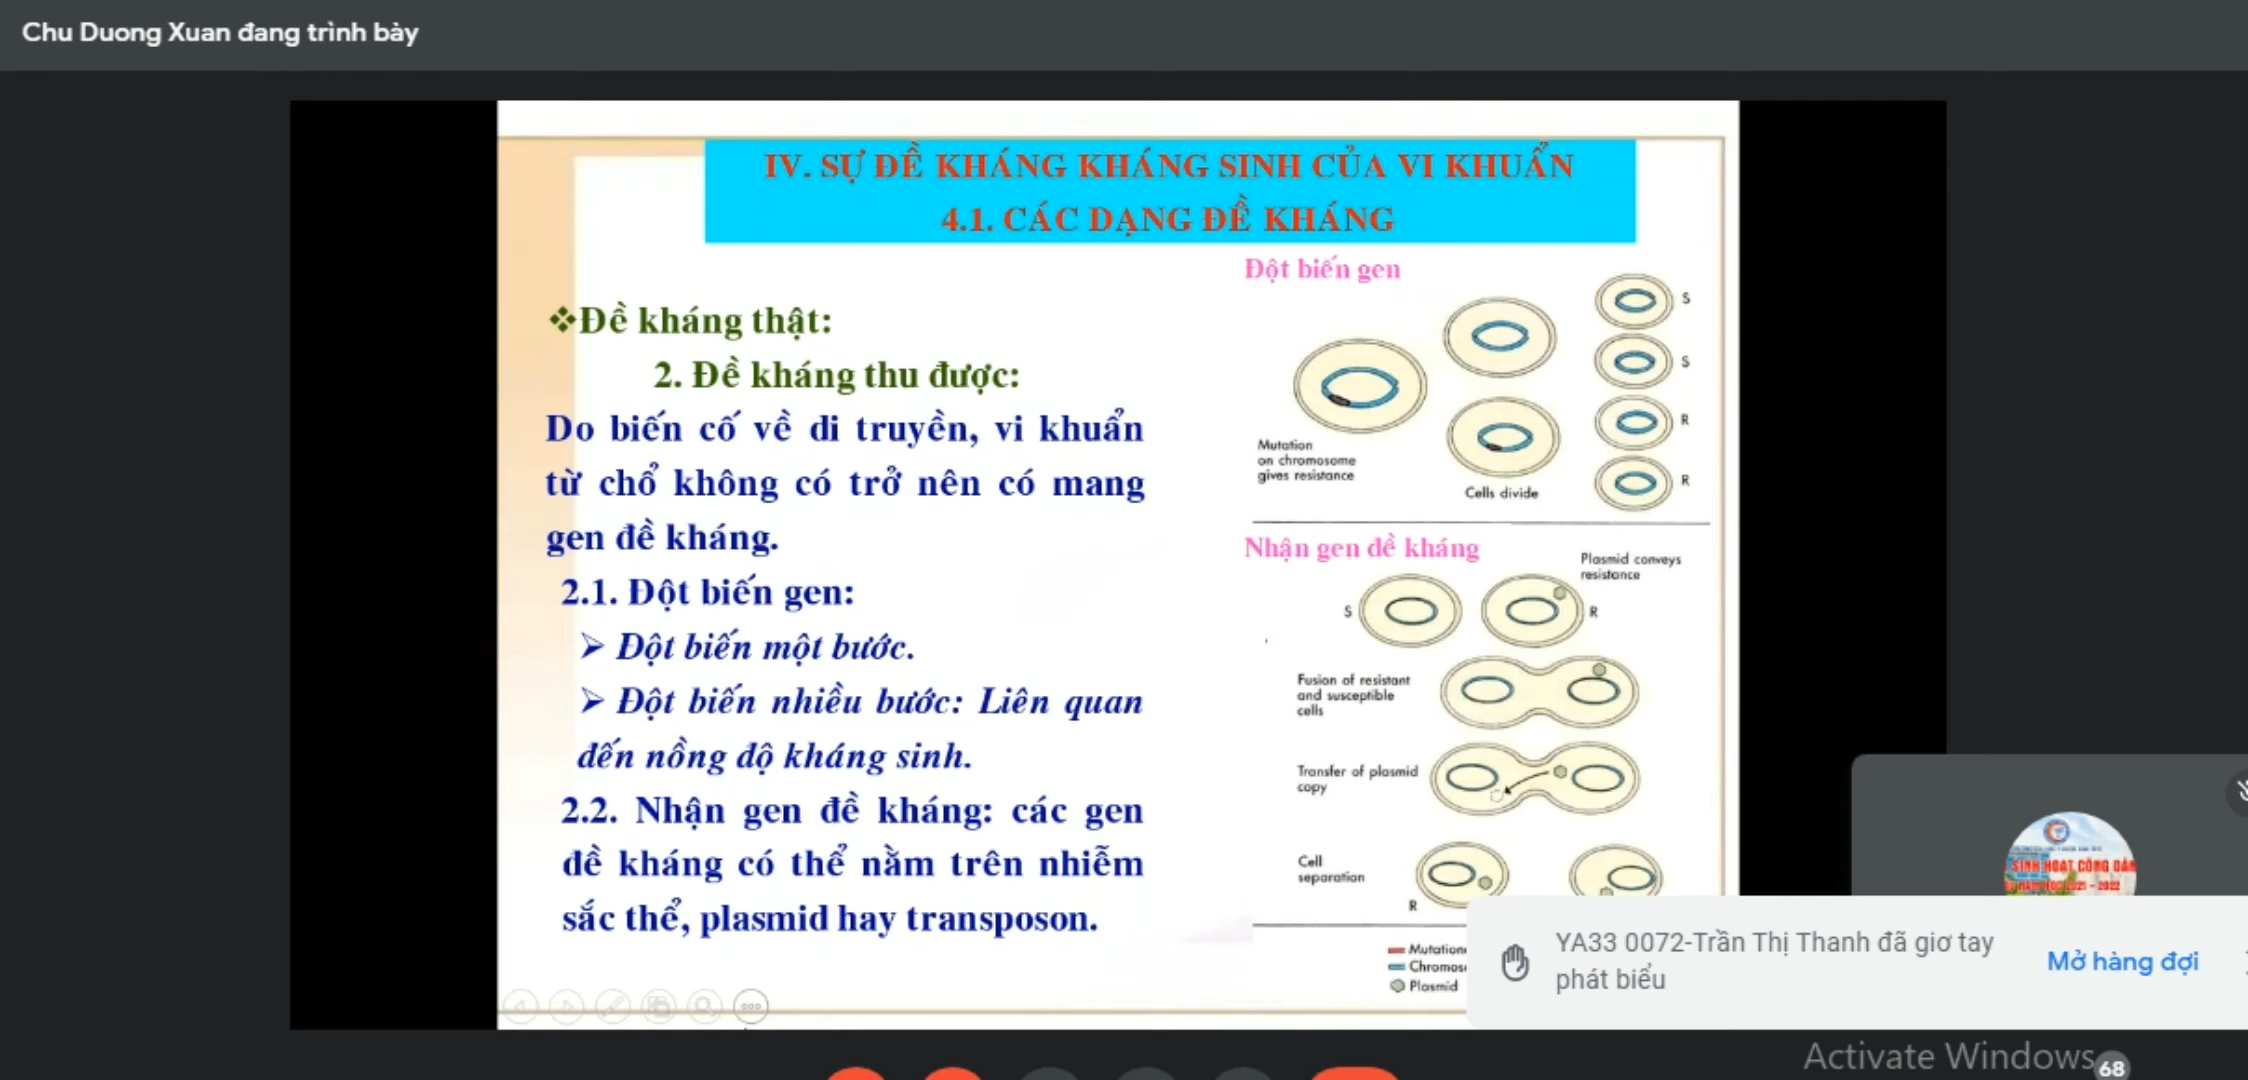 Chu Duong Xuan đang trình bày
IV. SỰ ĐỀ KHÁNG KHÁNG SINH CỦA VI KHUẨN
4.1. CÁC DẠNG ĐỀ KHÁNG
❖Đề kháng thật:
2. Đề kháng thu được:
Do biến cố về di truyền, vi khuẩn
từ chổ không có trở nên có mang
gen đề kháng.
2.1. Đột biến gen:
➢ Đột biến một bước.
➢ Đột biến nhiều bước: Liên quan
đến nồng độ kháng sinh.
2.2. Nhận gen đề kháng: các gen
đề kháng có thể nằm trên nhiễm
sắc thể, plasmid hay transposon.
Đột biến gen
S
S
R
R
Mutation
on chromosome
gives resistance
Cells divide
Nhận gen đề kháng
Plasmid conveys
resistance
S
R
Fusion of resistant
and susceptible
cells
Transfer of plasmid
copy
Cell
separation
R
Mutation
Chromos
Plasmid
SINH HOẠT CÔNG DÂN
YA33 0072-Trần Thị Thanh đã giơ tay
phát biểu
Mở hàng đợi
Activate Windows
68